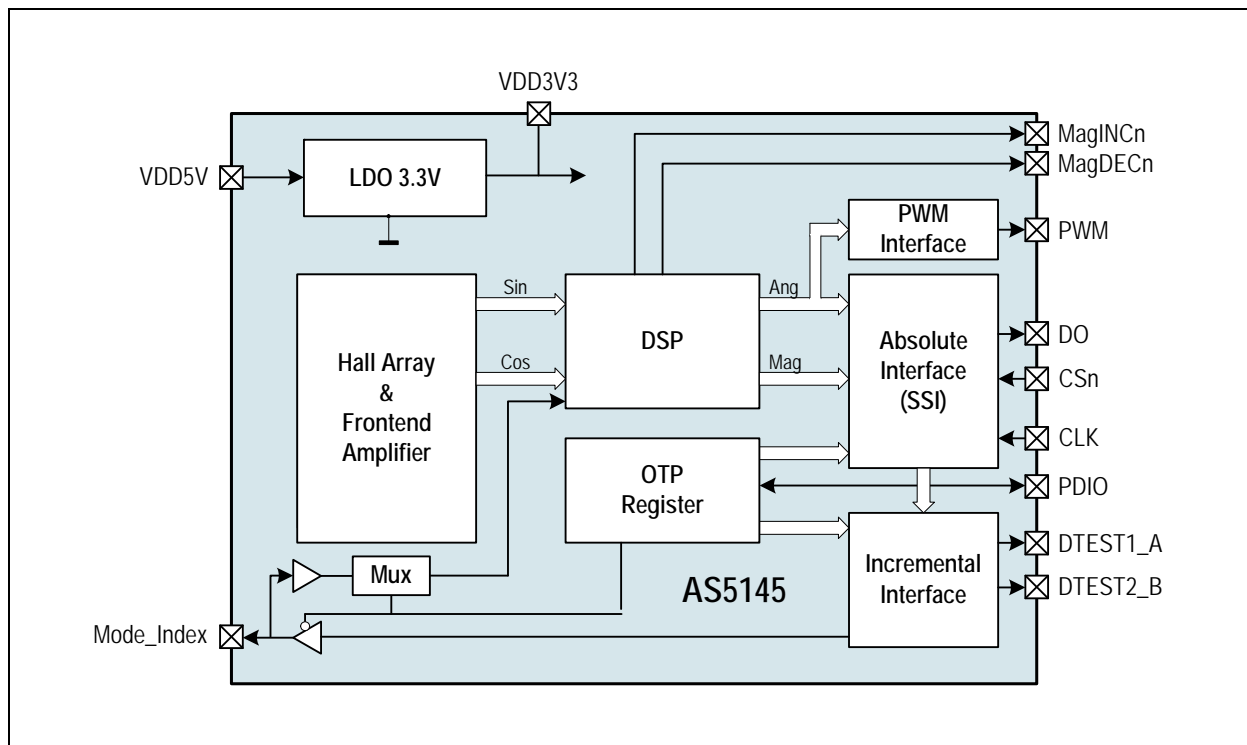 VDD3V3
MagINCn
MagDECn
VDD5V
LDO 3.3V
PWM
Interface
PWM
Sin
Ang
Hall Array
&
Frontend
Amplifier
DSP
Cos
Mag
Absolute
Interface
(SSI)
DO
CSn
CLK
OTP
Register
PDIO
Incremental
Interface
DTEST1_A
DTEST2_B
Mux
AS5145
Mode_Index